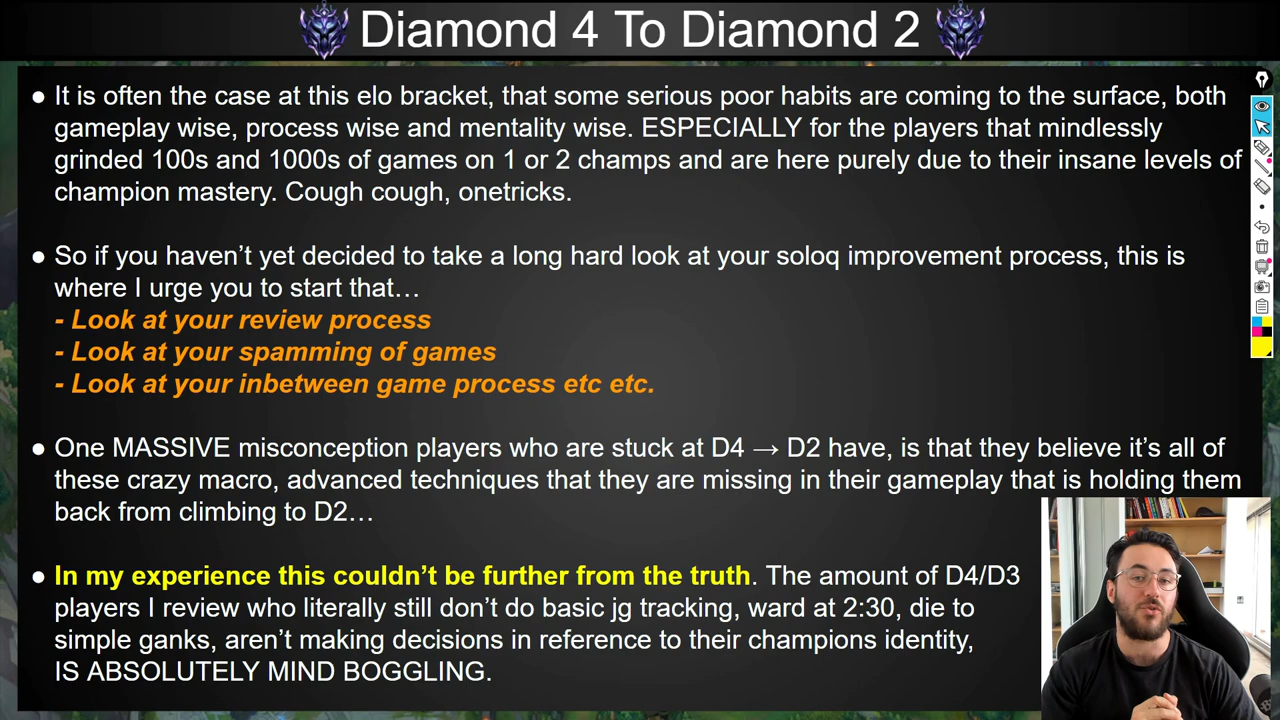 Diamond 4 To Diamond 2
● It is often the case at this elo bracket, that some serious poor habits are coming to the surface, both
gameplay wise, process wise and mentality wise. ESPECIALLY for the players that mindlessly
grinded 100s and 1000s of games on 1 or 2 champs and are here purely due to their insane levels of
champion mastery. Cough cough, onetricks.
● So if you haven’t yet decided to take a long hard look at your soloq improvement process, this is
where I urge you to start that…
- Look at your review process
- Look at your spamming of games
- Look at your inbetween game process etc etc.
● One MASSIVE misconception players who are stuck at D4 → D2 have, is that they believe it’s all of
these crazy macro, advanced techniques that they are missing in their gameplay that is holding them
back from climbing to D2…
● In my experience this couldn’t be further from the truth. The amount of D4/D3
players I review who literally still don’t do basic jg tracking, ward at 2:30, die to
simple ganks, aren’t making decisions in reference to their champions identity,
IS ABSOLUTELY MIND BOGGLING.